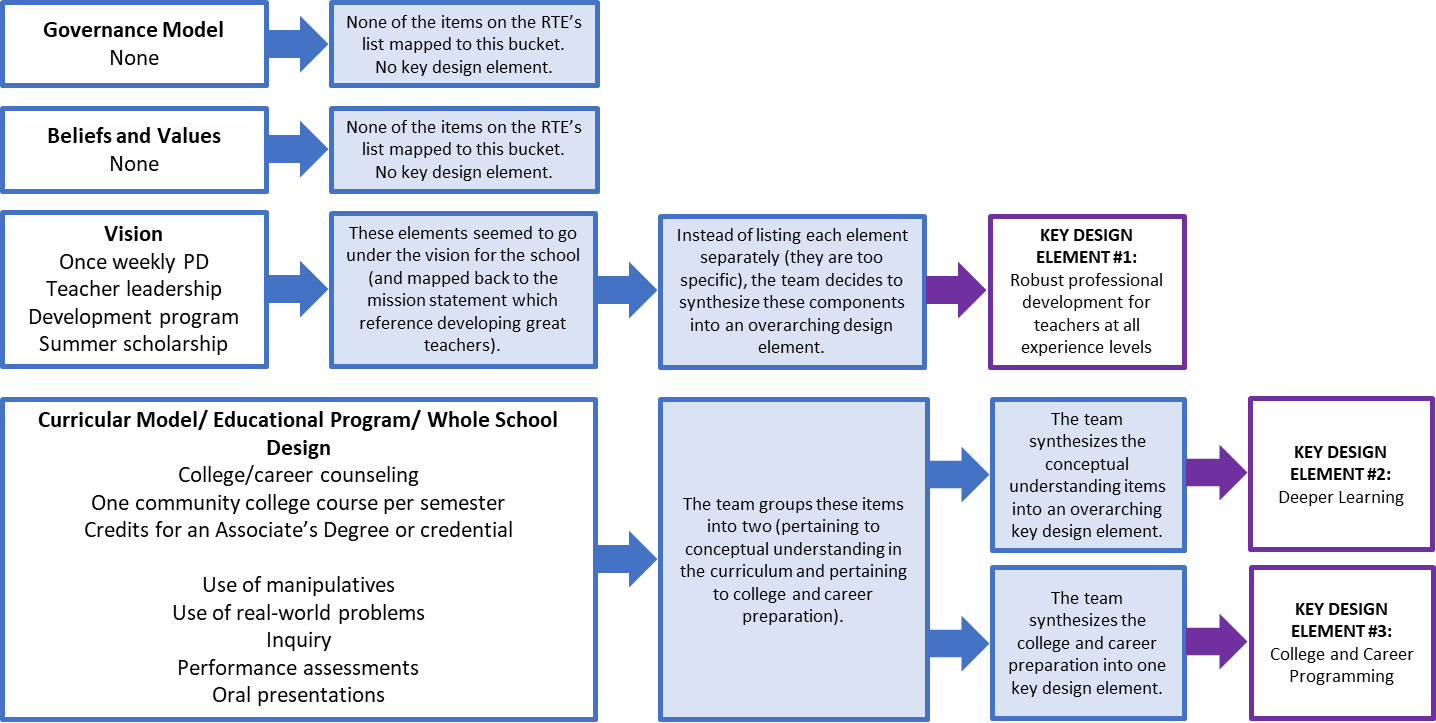 Governance Model
None
None of the items on the RTE’s
list mapped to this bucket.
No key design element.
Beliefs and Values
None
None of the items on the RTE’s
list mapped to this bucket.
No key design element.
Vision
Once weekly PD
Teacher leadership
Development program
Summer scholarship
These elements seemed to go
under the vision for the school
(and mapped back to the
mission statement which
reference developing great
teachers).
Instead of listing each element
separately (they are too
specific), the team decides to
synthesize these components
into an overarching design
element.
KEY DESIGN
ELEMENT #1:
Robust professional
development for
teachers at all
experience levels
Curricular Model/ Educational Program/ Whole School
Design
College/career counseling
One community college course per semester
Credits for an Associate’s Degree or credential
Use of manipulatives
Use of real-world problems
Inquiry
Performance assessments
Oral presentations
The team groups these items
into two (pertaining to
conceptual understanding in
the curriculum and pertaining
to college and career
preparation).
The team
synthesizes the
conceptual
understanding items
into an overarching
key design element.
KEY DESIGN
ELEMENT #2:
Deeper Learning
The team
synthesizes the
college and career
preparation into one
key design element.
KEY DESIGN
ELEMENT #3:
College and Career
Programming